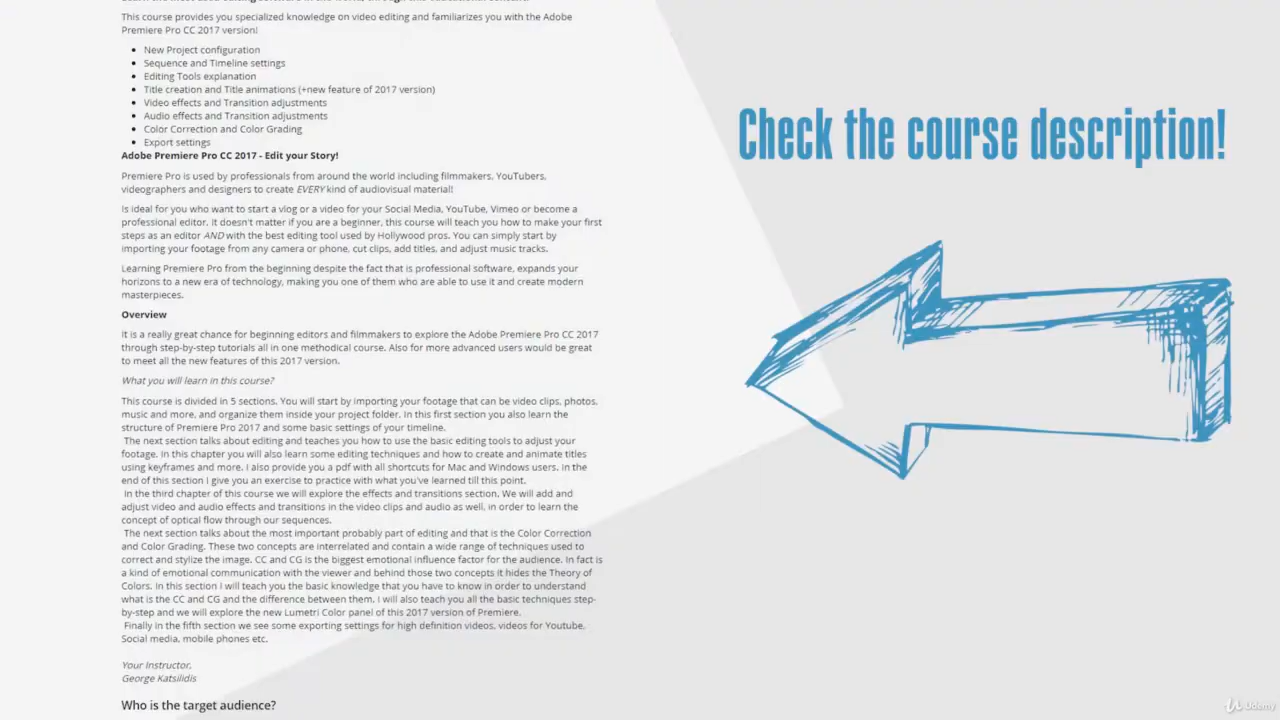 This course provides you specialized knowledge on video editing and familiarizes you with the Adobe
Premiere Pro CC 2017 version!
New Project configuration
Sequence and Timeline settings
Editing Tools explanation
Title creation and Title animations (+new feature of 2017 version)
Video effects and Transition adjustments
Audio effects and Transition adjustments
Color Correction and Color Grading
Export settings
Adobe Premiere Pro CC 2017 - Edit your Story!
Premiere Pro is used by professionals from around the world including filmmakers, YouTubers,
videographers and designers to create EVERY kind of audiovisual material!
Is ideal for you who want to start a vlog or a video for your Social Media, YouTube, Vimeo or become a
professional editor. It doesn't matter if you are a beginner, this course will teach you how to make your first
steps as an editor AND with the best editing tool used by Hollywood pros. You can simply start by
importing your footage from any camera or phone, cut clips, add titles, and adjust music tracks.
Learning Premiere Pro from the beginning despite the fact that is professional software, expands your
horizons to a new era of technology, making you one of them who are able to use it and create modern
masterpieces.
Overview
It is a really great chance for beginning editors and filmmakers to explore the Adobe Premiere Pro CC 2017
through step-by-step tutorials all in one methodical course. Also for more advanced users would be great
to meet all the new features of this 2017 version.
What you will learn in this course?
This course is divided in 5 sections. You will start by importing your footage that can be video clips, photos,
music and more, and organize them inside your project folder. In this first section you also learn the
structure of Premiere Pro 2017 and some basic settings of your timeline.
The next section talks about editing and teaches you how to use the basic editing tools to adjust your
footage. In this chapter you will also learn some editing techniques and how to create and animate titles
using keyframes and more. I also provide you a pdf with all shortcuts for Mac and Windows users. In the
end of this section I give you an exercise to practice with what you've learned till this point.
In the third chapter of this course we will explore the effects and transitions section. We will add and
adjust video and audio effects and transitions in the video clips and audio as well, in order to learn the
concept of optical flow through our sequences.
The next section talks about the most important probably part of editing and that is the Color Correction
and Color Grading. These two concepts are interrelated and contain a wide range of techniques used to
correct and stylize the image. CC and CG is the biggest emotional influence factor for the audience. In fact is
a kind of emotional communication with the viewer and behind those two concepts it hides the Theory of
Colors. In this section I will teach you the basic knowledge that you have to know in order to understand
what is the CC and CG and the difference between them. I will also teach you all the basic techniques step-
by-step and we will explore the new Lumetri Color panel of this 2017 version of Premiere.
Finally in the fifth section we see some exporting settings for high definition videos, videos for Youtube,
Social media, mobile phones etc.
Your Instructor,
George Katsilidis
Who is the target audience?
Check the course description!
Udemy